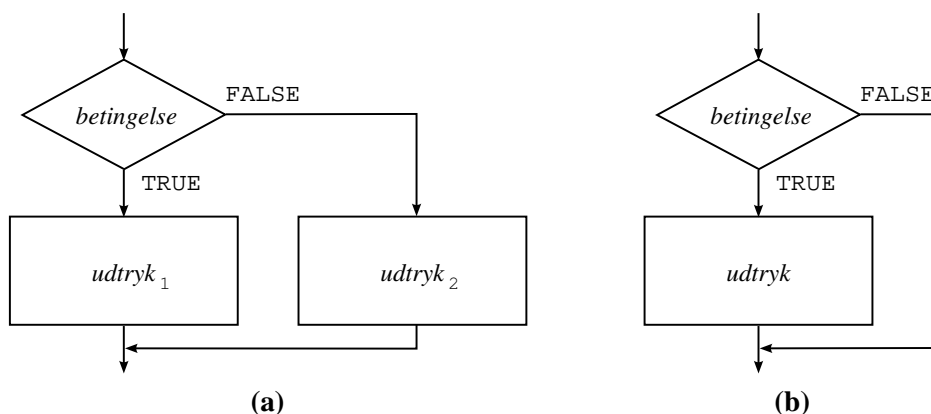 betingelse
FALSE
TRUE
udtryk 1
udtryk 2
(a)
betingelse
FALSE
TRUE
udtryk
(b)